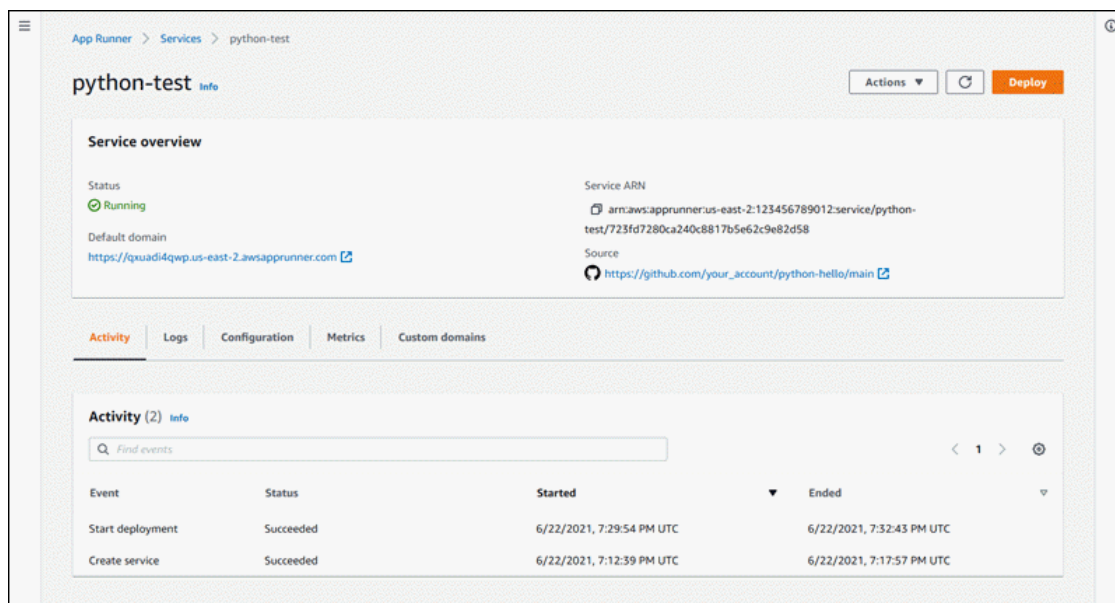 App Runner > Services > python-test
python-test Info
Actions ▼ Deploy
Service overview
Status
Running
Default domain
https://qxuadi4qwp.us-east-2.awsapprunner.com
Service ARN
arn:aws:apprunner:us-east-2:123456789012:service/python-
test/723fd7280ca240c8817b5e62c9e82d58
Source
https://github.com/your_account/python-hello/main
Activity Logs Configuration Metrics Custom domains
Activity (2) Info
Find events
< 1 >
Event Status Started Ended
Start deployment Succeeded 6/22/2021, 7:29:54 PM UTC 6/22/2021, 7:32:43 PM UTC
Create service Succeeded 6/22/2021, 7:12:39 PM UTC 6/22/2021, 7:17:57 PM UTC